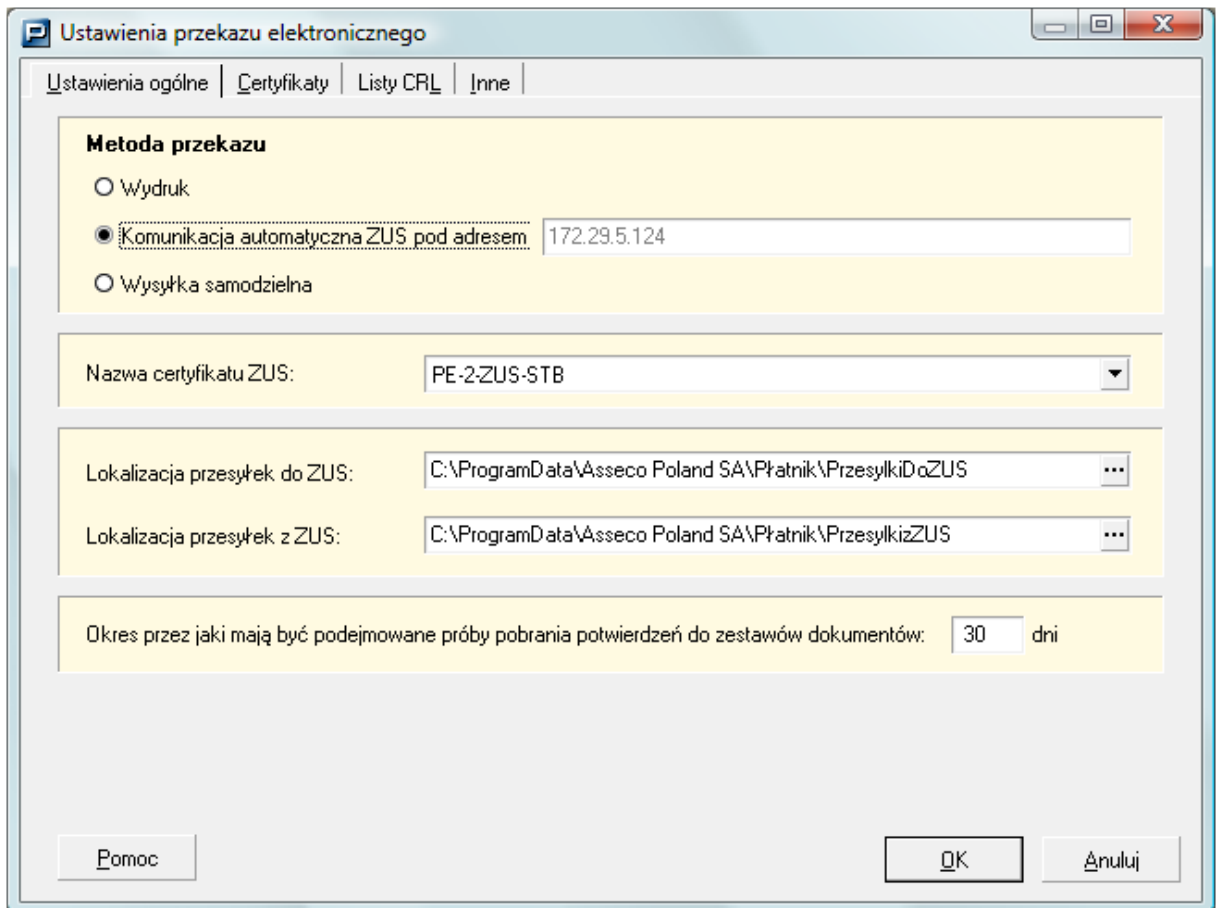 Ustawienia przekazu elektronicznego
Ustawienia ogólne Certyfikaty Listy CRL Inne
Metoda przekazu
Wydruk
Komunikacja automatyczna ZUS pod adresem 172.29.5.124
Wysyłka samodzielna
Nazwa certyfikatu ZUS: PE-2-ZUS-STB
Lokalizacja przesyłek do ZUS: C:\ProgramData\Asseco Poland SA\Płatnik\PrzesylkiDoZUS
Lokalizacja przesyłek z ZUS: C:\ProgramData\Asseco Poland SA\Płatnik\PrzesylkizZUS
Okres przez jaki mają być podejmowane próby pobrania potwierdzeń do zestawów dokumentów: 30 dni
Pomoc OK Anuluj